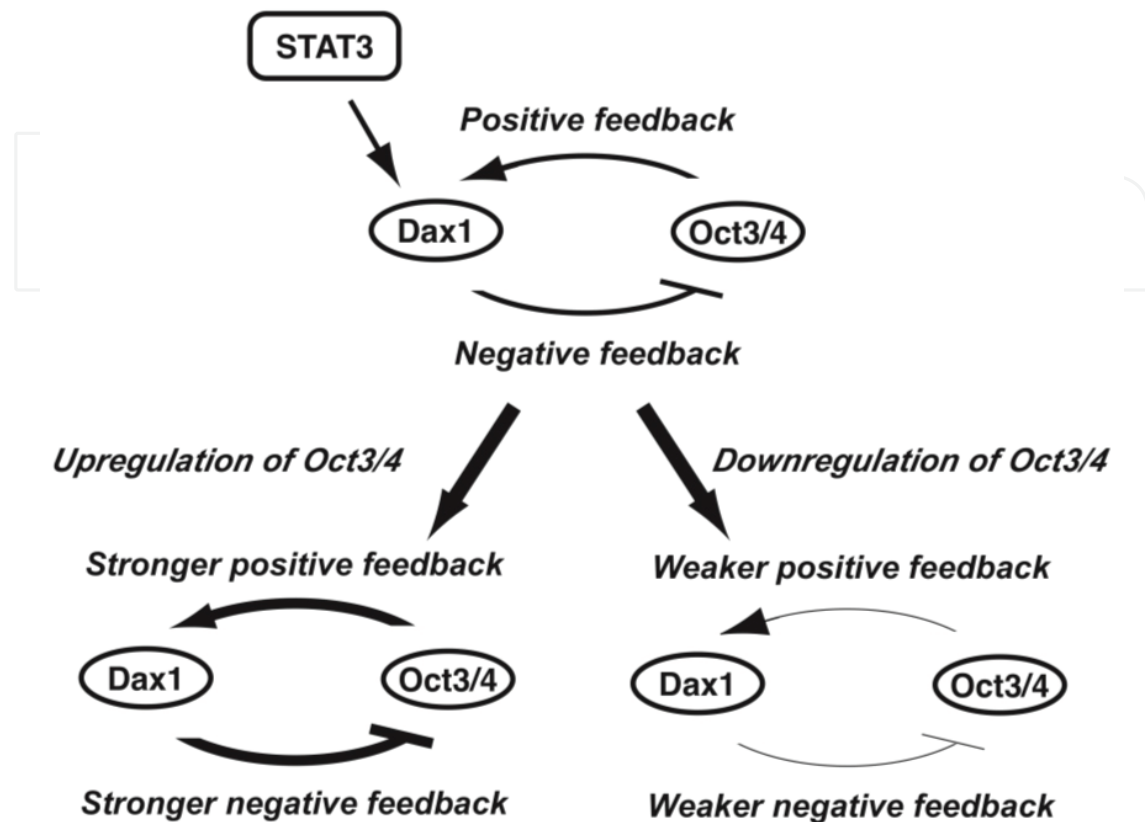 STAT3
Positive feedback
Dax1
Oct3/4
Negative feedback
Upregulation of Oct3/4
Downregulation of Oct3/4
Stronger positive feedback
Weaker positive feedback
Dax1
Oct3/4
Dax1
Oct3/4
Stronger negative feedback
Weaker negative feedback